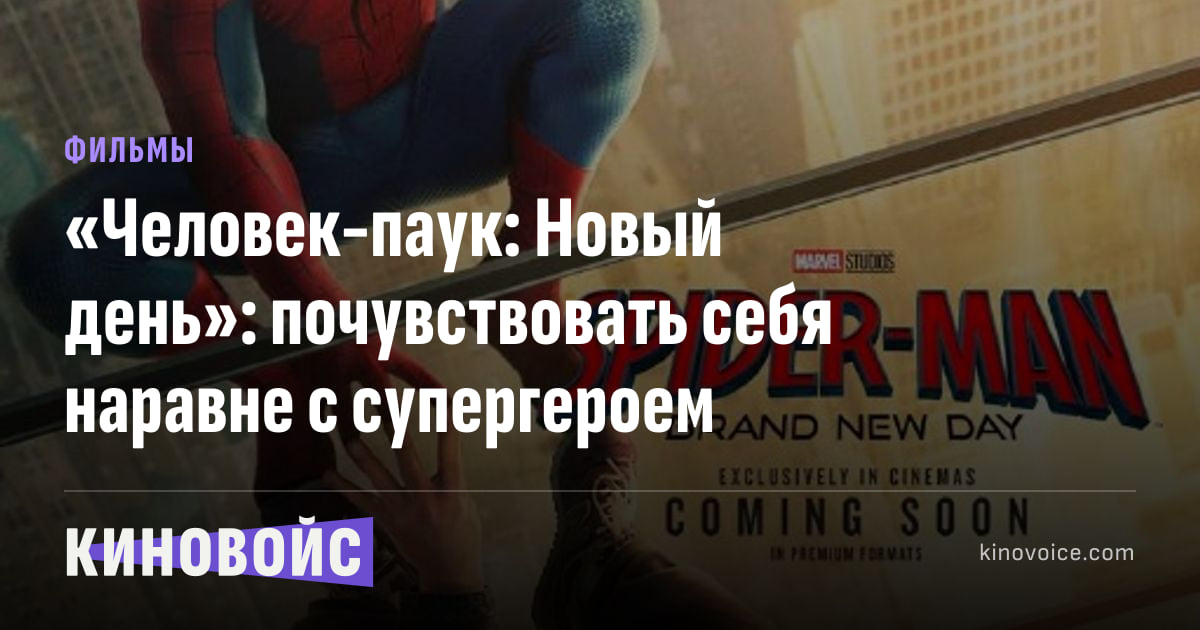 ФИЛЬМЫ
«Человек-паук: Новый
день»: почувствовать себя
наравне с супергероем
MARVEL STUDIOS
SPIDER-MAN
BRAND NEW DAY
EXCLUSIVELY IN CINEMAS
COMING SOON
IN PREMIUM FORMATS
КИНОВОЙС
kinovoice.com